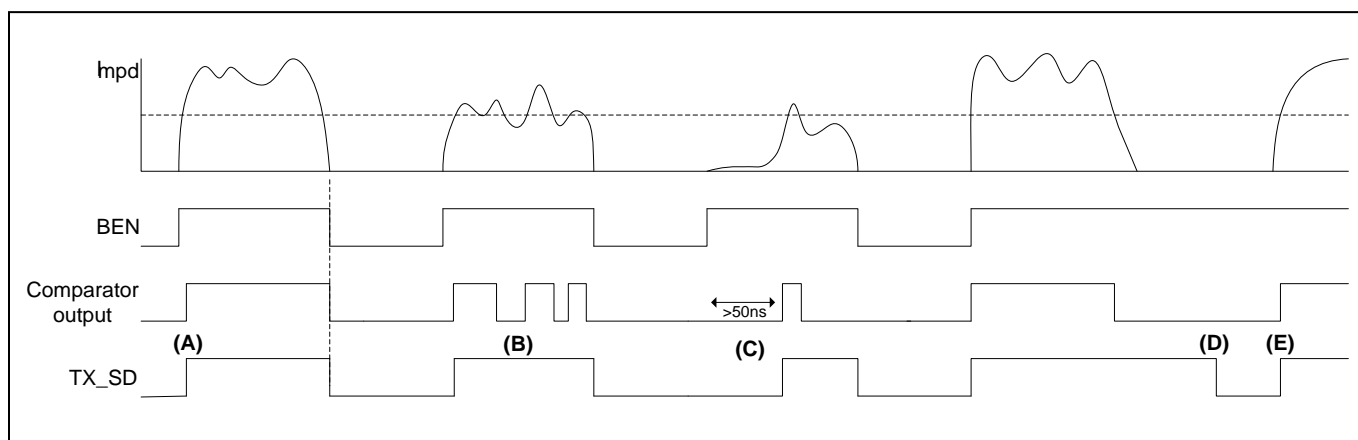 Impd
BEN
Comparator
output
>50ns
(A)
(B)
(C)
(D)
(E)
TX_SD